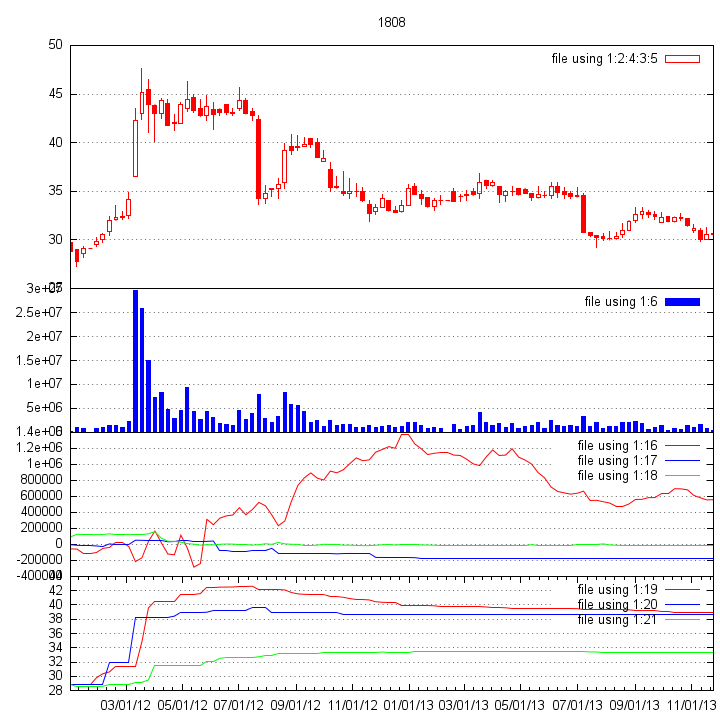 1808
50
file using 1:2:4:3:5
45
40
35
30
3e+07
file using 1:6
2.5e+07
2e+07
1.5e+07
1e+07
5e+06
1.4e+06
file using 1:16
1.2e+06
file using 1:17
1e+06
file using 1:18
800000
600000
400000
200000
0
-200000
-400000
file using 1:19
42
file using 1:20
40
file using 1:21
38
36
34
32
30
28
03/01/12 05/01/12 07/01/12 09/01/12 11/01/12 01/01/13 03/01/13 05/01/13 07/01/13 09/01/13 11/01/13